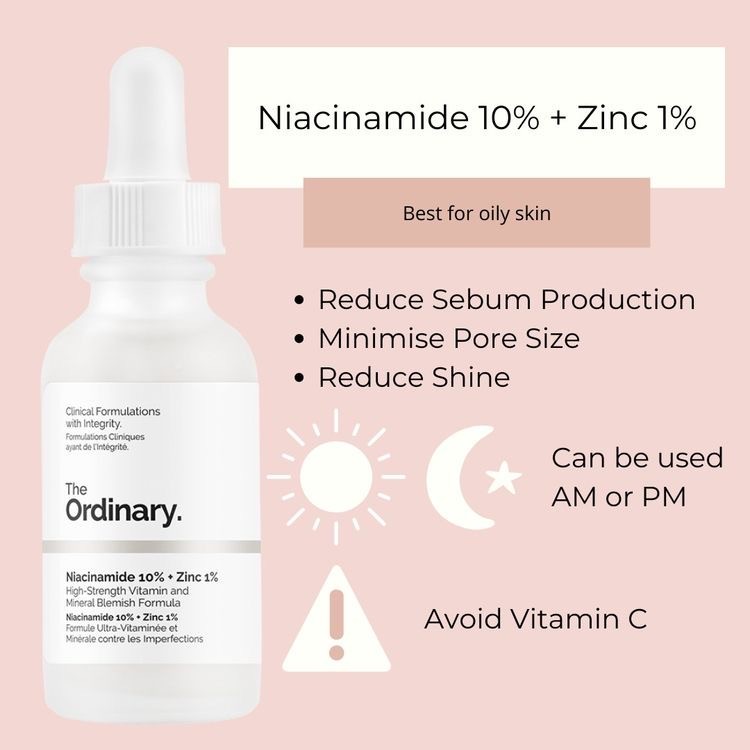 Niacinamide 10% + Zinc 1%
Best for oily skin
• Reduce Sebum Production
• Minimise Pore Size
• Reduce Shine
Can be used
AM or PM
Avoid Vitamin C
Clinical Formulations
with Integrity.
Formulations Cliniques
ayant de l'Intégrité.
The
Ordinary.
Niacinamide 10% + Zinc 1%
High-Strength Vitamin and
Mineral Blemish Formula
Niacinamide 10% + Zinc 1%
Formule Ultra-Vitaminée et
Minérale contre les Imperfections